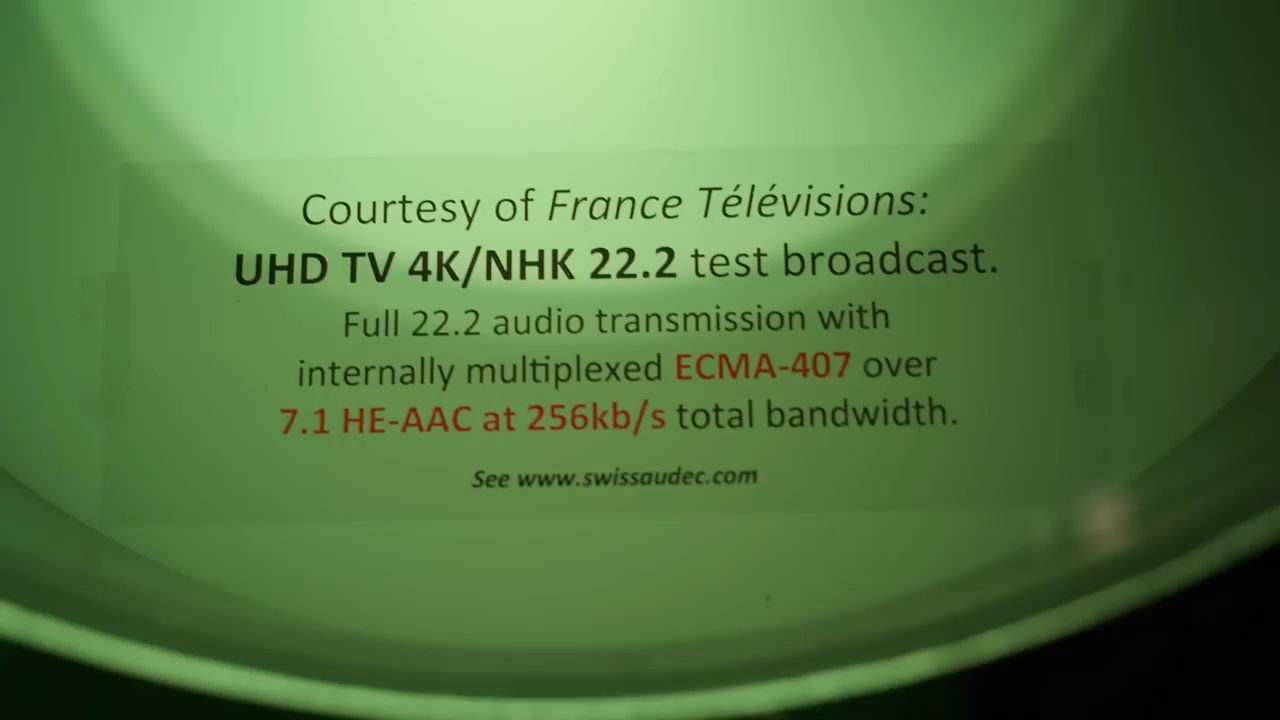 Courtesy of France Télévisions:
UHD TV 4K/NHK 22.2 test broadcast.
Full 22.2 audio transmission with
internally multiplexed ECMA-407 over
7.1 HE-AAC at 256kb/s total bandwidth.
See www.swissaudec.com